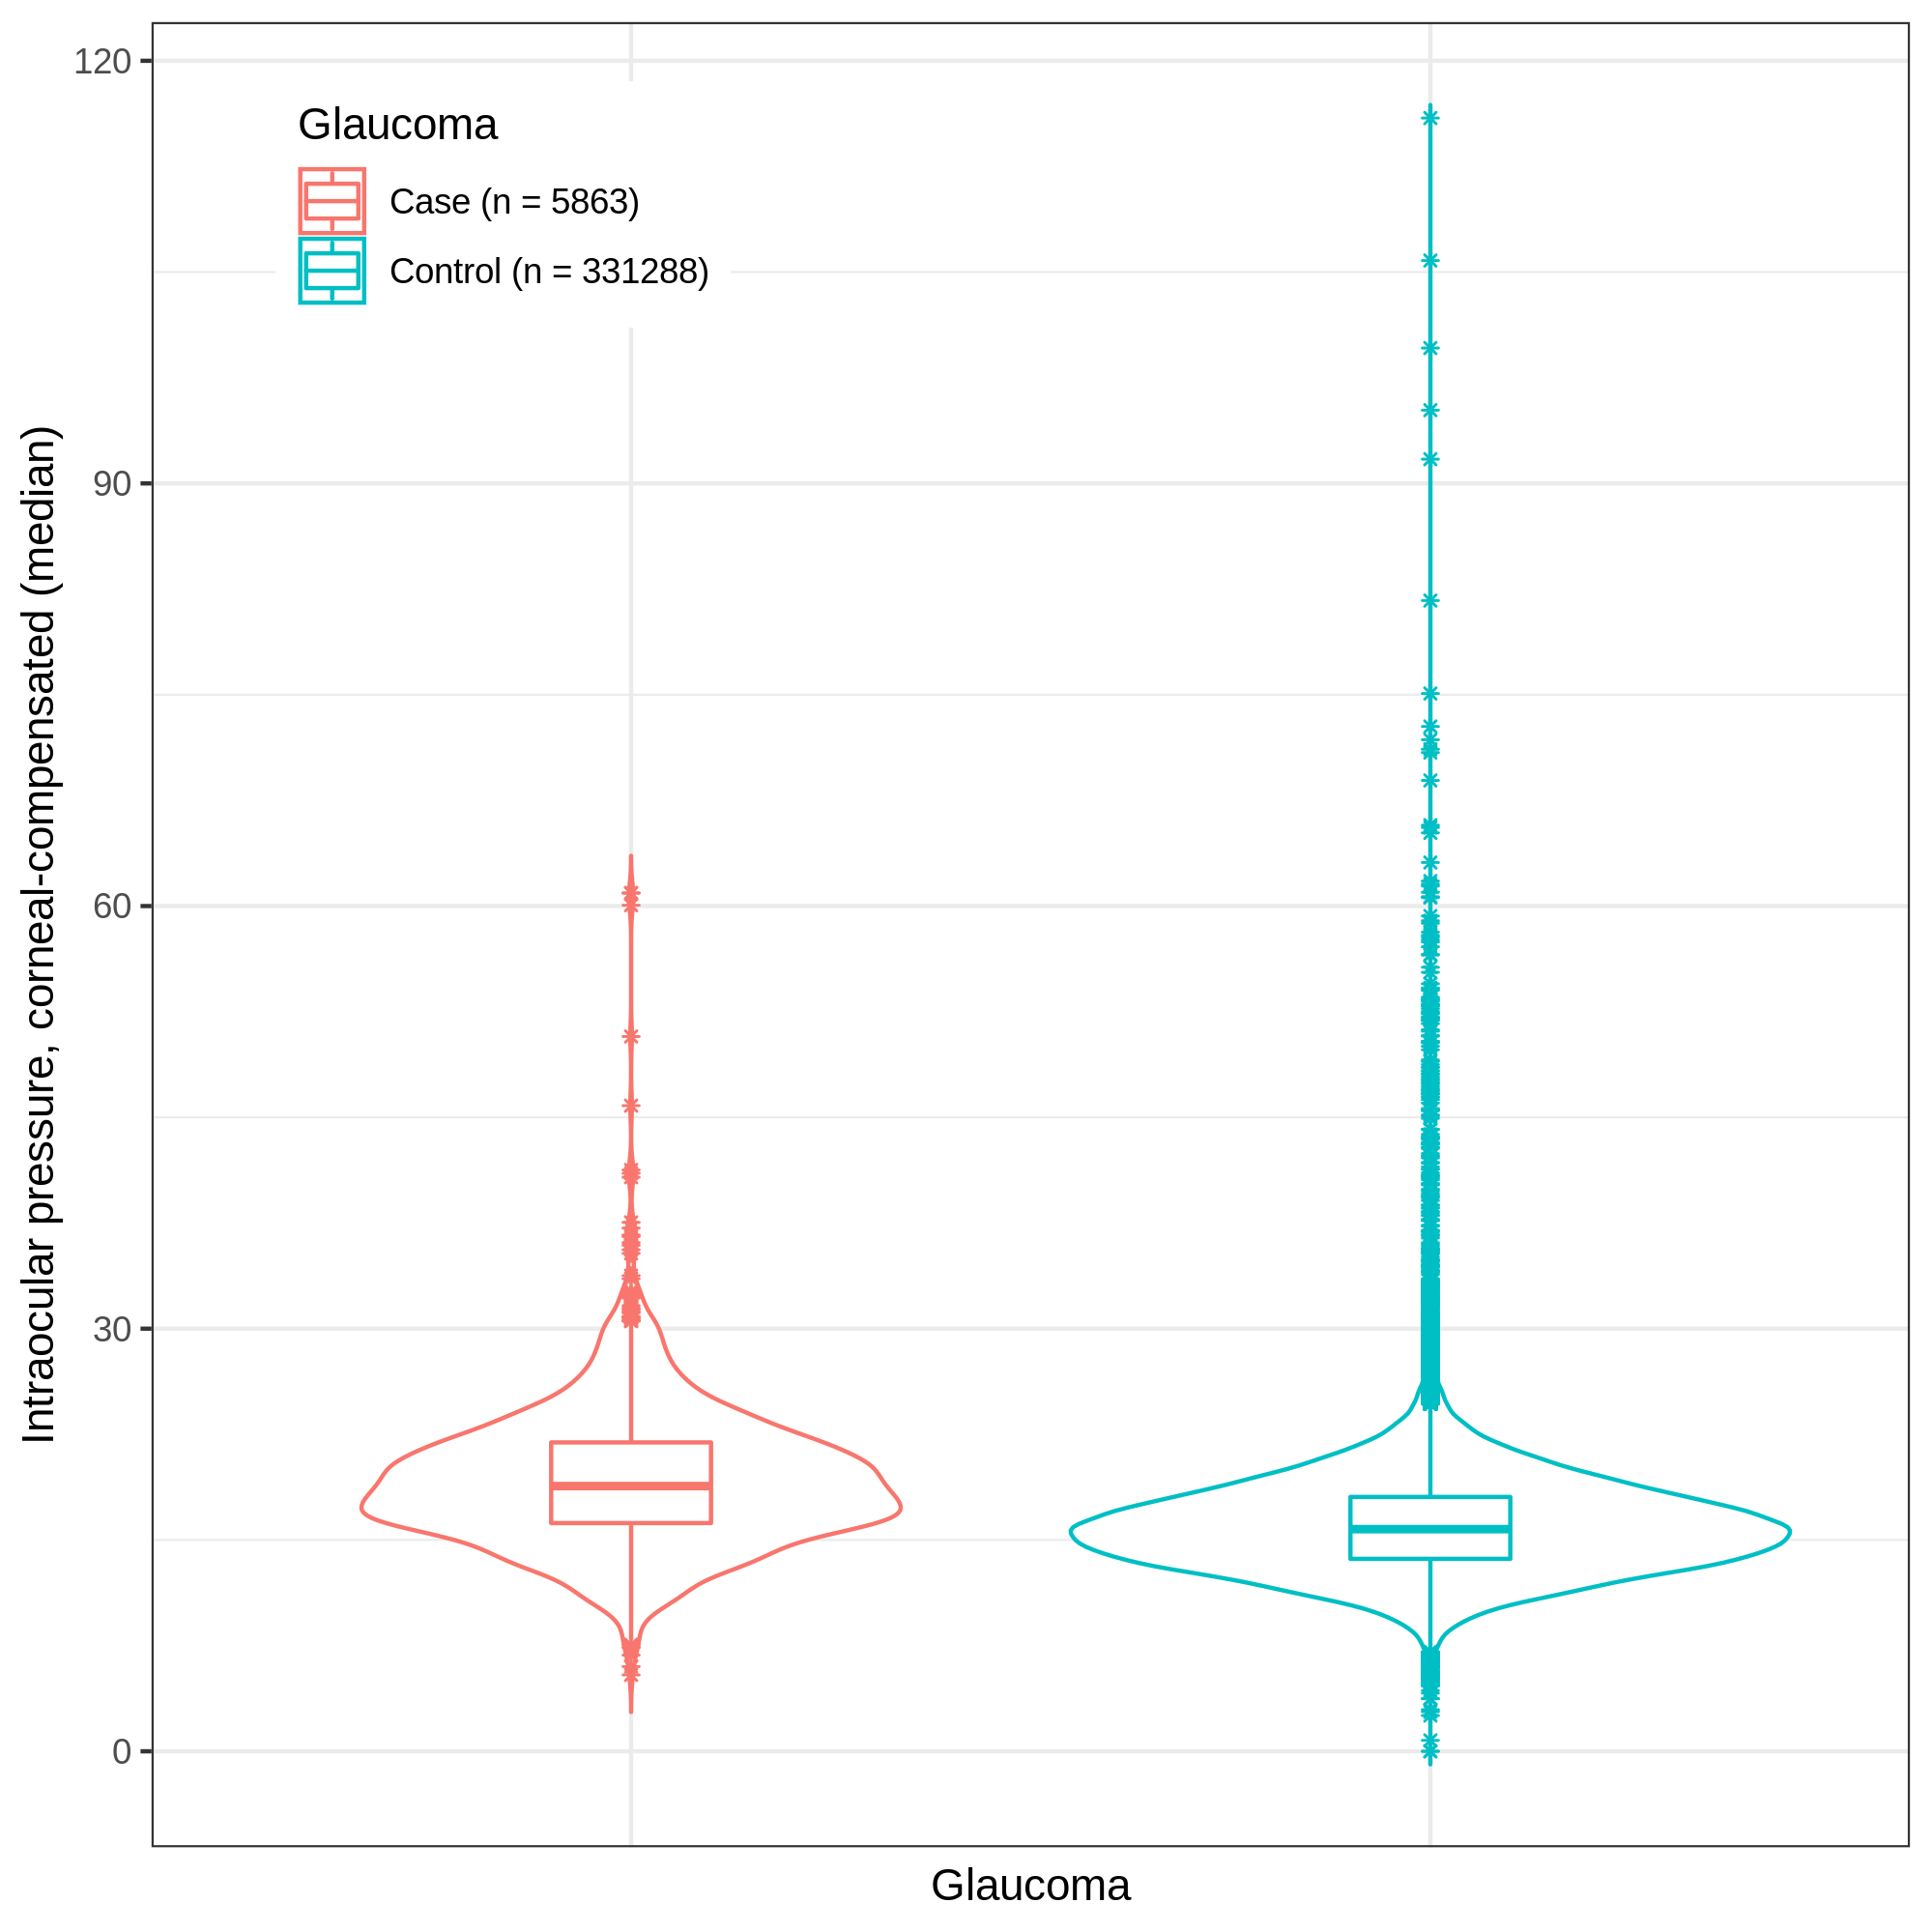 Glaucoma
Case (n = 5863)
Control (n = 331288)
120
90
60
30
0
Intraocular pressure, corneal-compensated (median)
Glaucoma